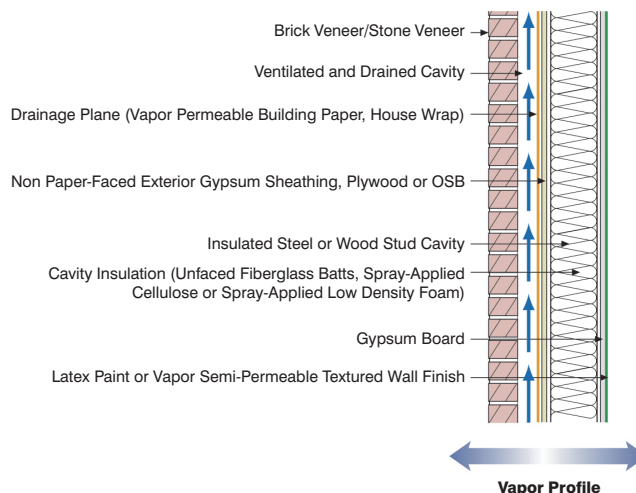 Brick Veneer/Stone Veneer
Ventilated and Drained Cavity
Drainage Plane (Vapor Permeable Building Paper, House Wrap)
Non Paper-Faced Exterior Gypsum Sheathing, Plywood or OSB
Insulated Steel or Wood Stud Cavity
Cavity Insulation (Unfaced Fiberglass Batts, Spray-Applied
Cellulose or Spray-Applied Low Density Foam)
Gypsum Board
Latex Paint or Vapor Semi-Permeable Textured Wall Finish
Vapor Profile